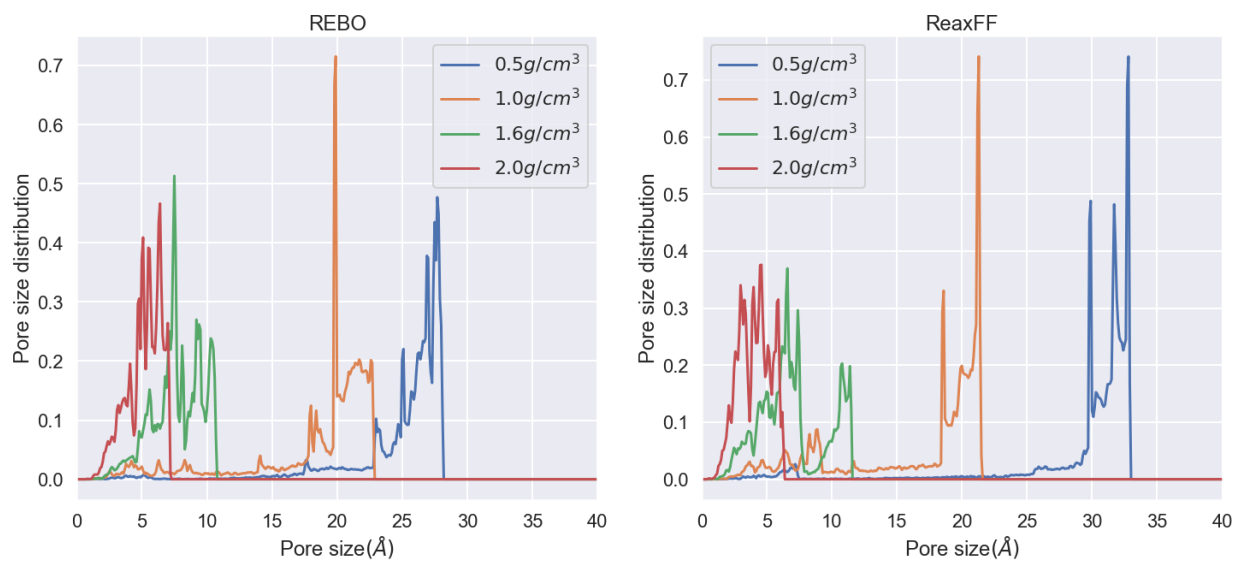 REBO
0.5g/cm³
1.0g/cm³
1.6g/cm³
2.0g/cm³
Pore size distribution
0.7
0.6
0.5
0.4
0.3
0.2
0.1
0.0
0 5 10 15 20 25 30 35 40
Pore size(Å)
ReaxFF
0.5g/cm³
1.0g/cm³
1.6g/cm³
2.0g/cm³
Pore size distribution
0.7
0.6
0.5
0.4
0.3
0.2
0.1
0.0
0 5 10 15 20 25 30 35 40
Pore size(Å)